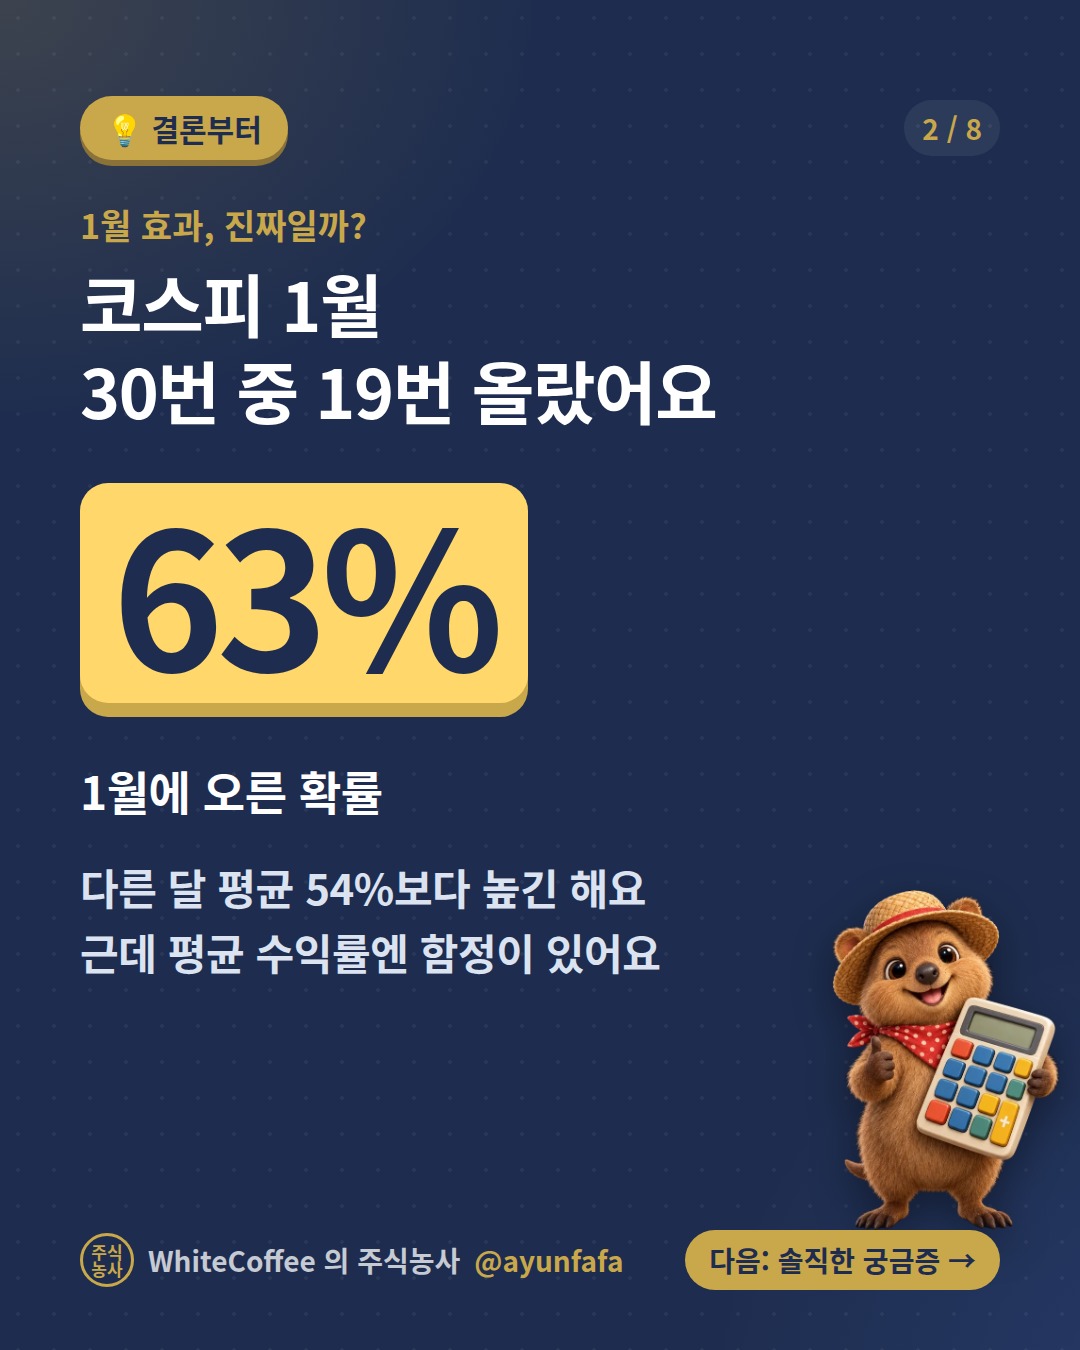 💡 결론부터
2 / 8
1월 효과, 진짜일까?
코스피 1월
30번 중 19번 올랐어요
63%
1월에 오른 확률
다른 달 평균 54%보다 높긴 해요
근데 평균 수익률엔 함정이 있어요
주식
농사
WhiteCoffee 의 주식농사 @ayunfafa
다음: 솔직한 궁금증 →